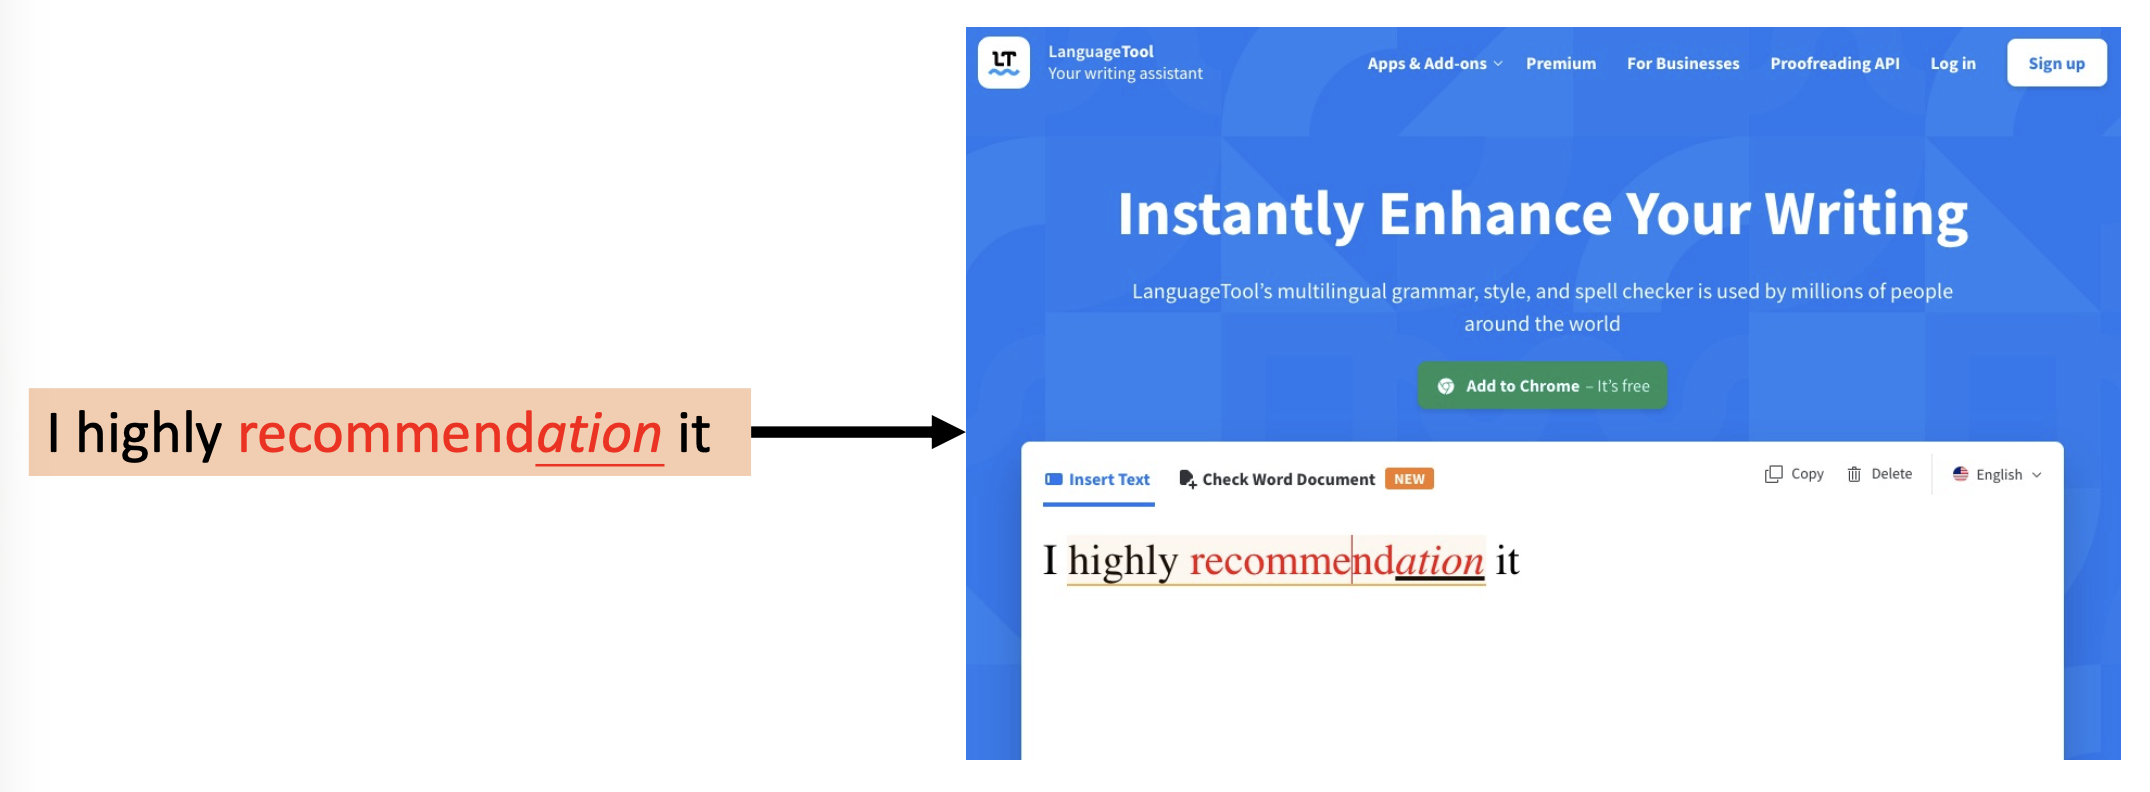 I highly recommendation it
LT
LanguageTool
Your writing assistant
Apps & Add-ons Premium For Businesses Proofreading API Log in Sign up
Instantly Enhance Your Writing
LanguageTool’s multilingual grammar, style, and spell checker is used by millions of people
around the world
Add to Chrome – It’s free
Insert Text Check Word Document NEW Copy Delete English
I highly recommendation it